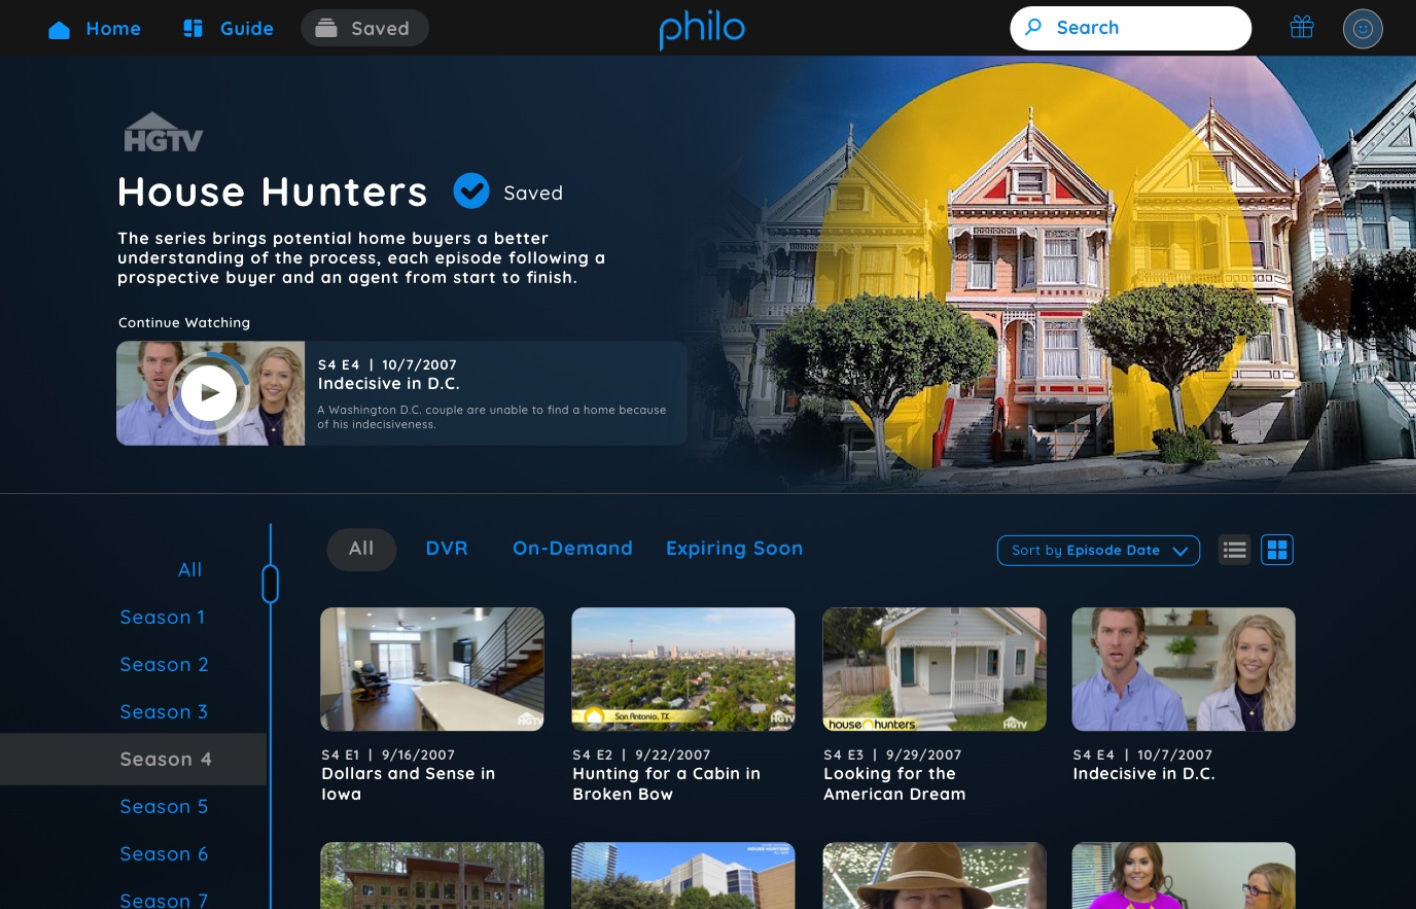 Home
Guide
Saved
philo
Search
HGTV
House Hunters
Saved
The series brings potential home buyers a better
understanding of the process, each episode following a
prospective buyer and an agent from start to finish.
Continue Watching
S4 E4 | 10/7/2007
Indecisive in D.C.
A Washington D.C. couple are unable to find a home because
of his indecisiveness.
All
Season 1
Season 2
Season 3
Season 4
Season 5
Season 6
Season 7
All
DVR
On-Demand
Expiring Soon
Sort by Episode Date
HGTV
San Antonio, TX
HGTV
house hunters
HGTV
S4 E1 | 9/16/2007
Dollars and Sense in
Iowa
S4 E2 | 9/22/2007
Hunting for a Cabin in
Broken Bow
S4 E3 | 9/29/2007
Looking for the
American Dream
S4 E4 | 10/7/2007
Indecisive in D.C.
HOUSE HUNTERS